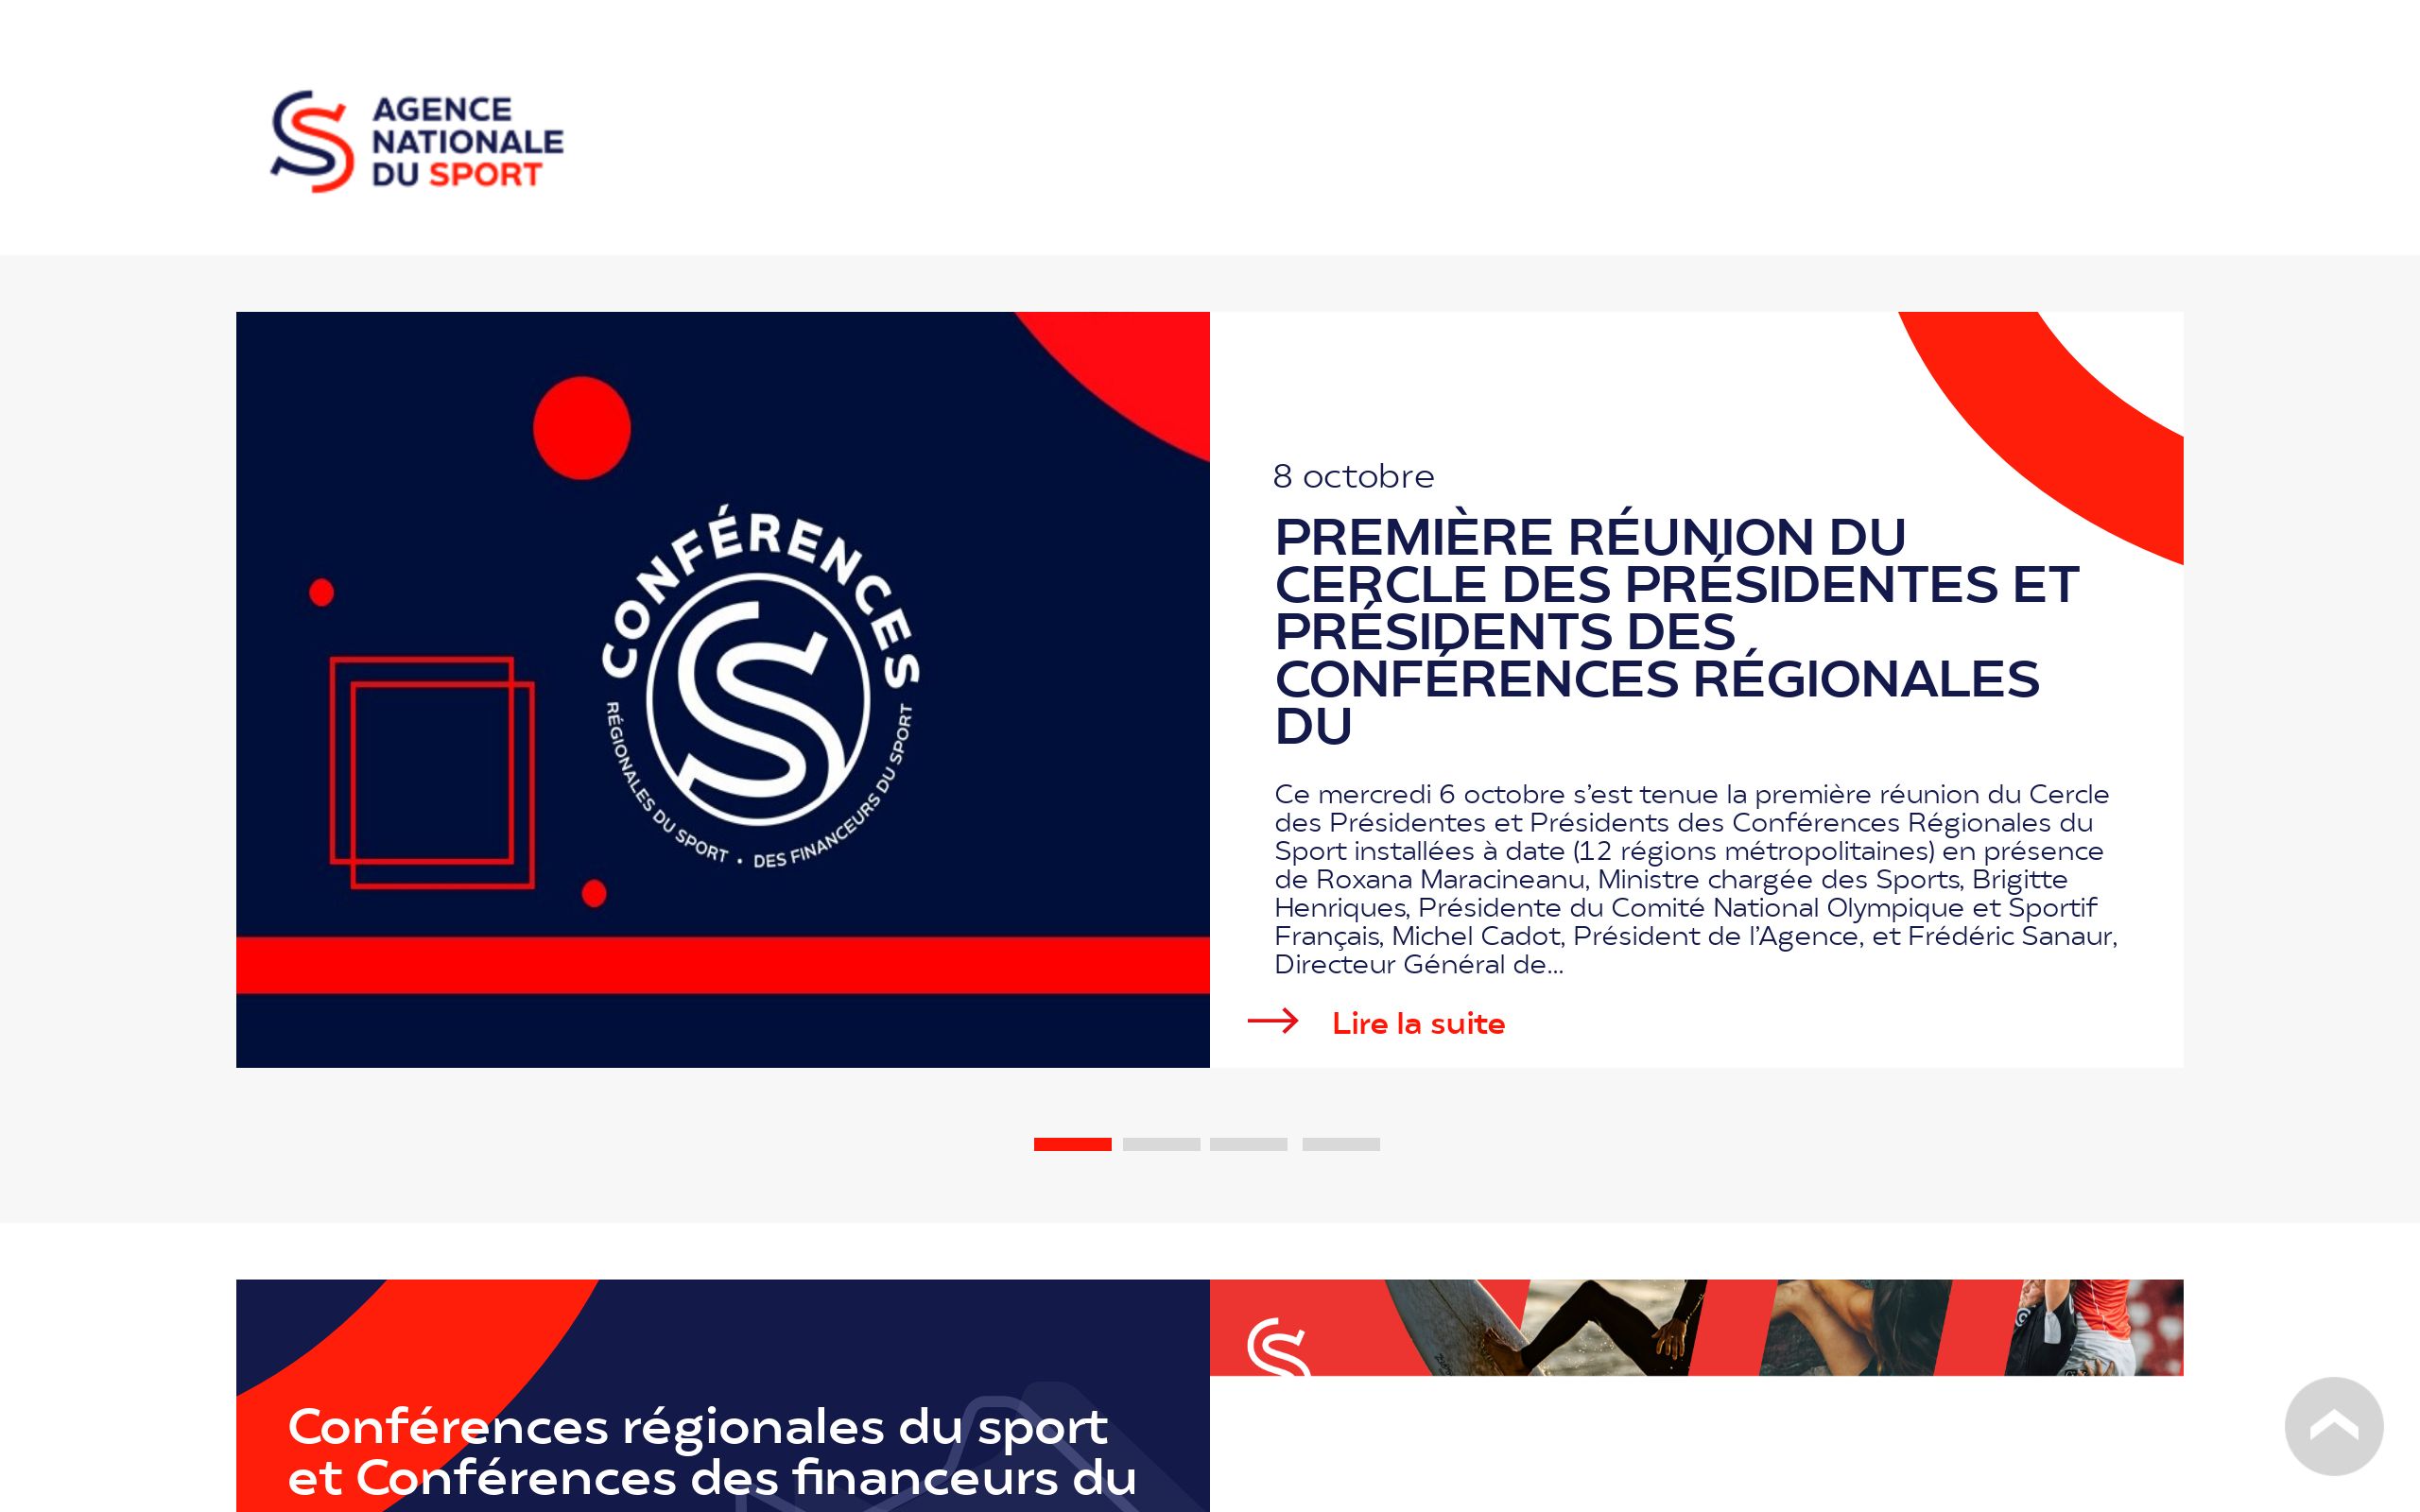 AGENCE
NATIONALE
DU SPORT
CONFÉRENCES
RÉGIONALES DU SPORT • DES FINANCEURS DU SPORT
8 octobre
PREMIÈRE RÉUNION DU
CERCLE DES PRÉSIDENTES ET
PRÉSIDENTS DES
CONFÉRENCES RÉGIONALES
DU
Ce mercredi 6 octobre s’est tenue la première réunion du Cercle
des Présidentes et Présidents des Conférences Régionales du
Sport installées à date (12 régions métropolitaines) en présence
de Roxana Maracineanu, Ministre chargée des Sports, Brigitte
Henriques, Présidente du Comité National Olympique et Sportif
Français, Michel Cadot, Président de l’Agence, et Frédéric Sanaur,
Directeur Général de...
Lire la suite
Conférences régionales du sport
et Conférences des financeurs du